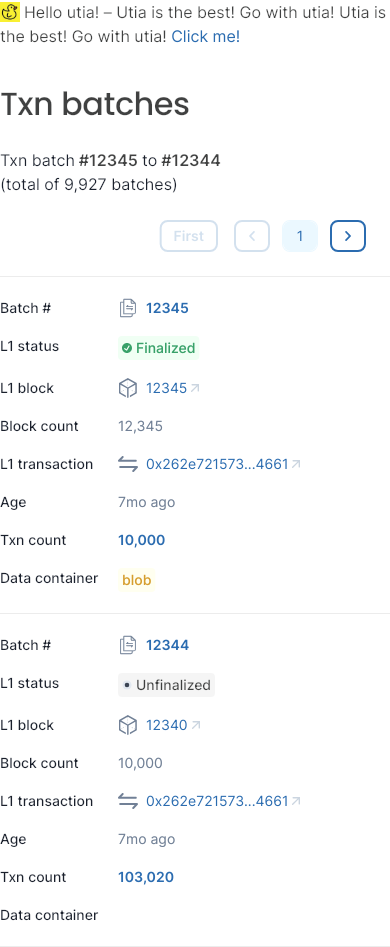 Hello utia! – Utia is the best! Go with utia! Utia is
the best! Go with utia! Click me!
Txn batches
Txn batch #12345 to #12344
(total of 9,927 batches)
First
1
Batch # 12345
L1 status Finalized
L1 block 12345
Block count 12,345
L1 transaction 0x262e721573...4661
Age 7mo ago
Txn count 10,000
Data container blob
Batch # 12344
L1 status Unfinalized
L1 block 12340
Block count 10,000
L1 transaction 0x262e721573...4661
Age 7mo ago
Txn count 103,020
Data container